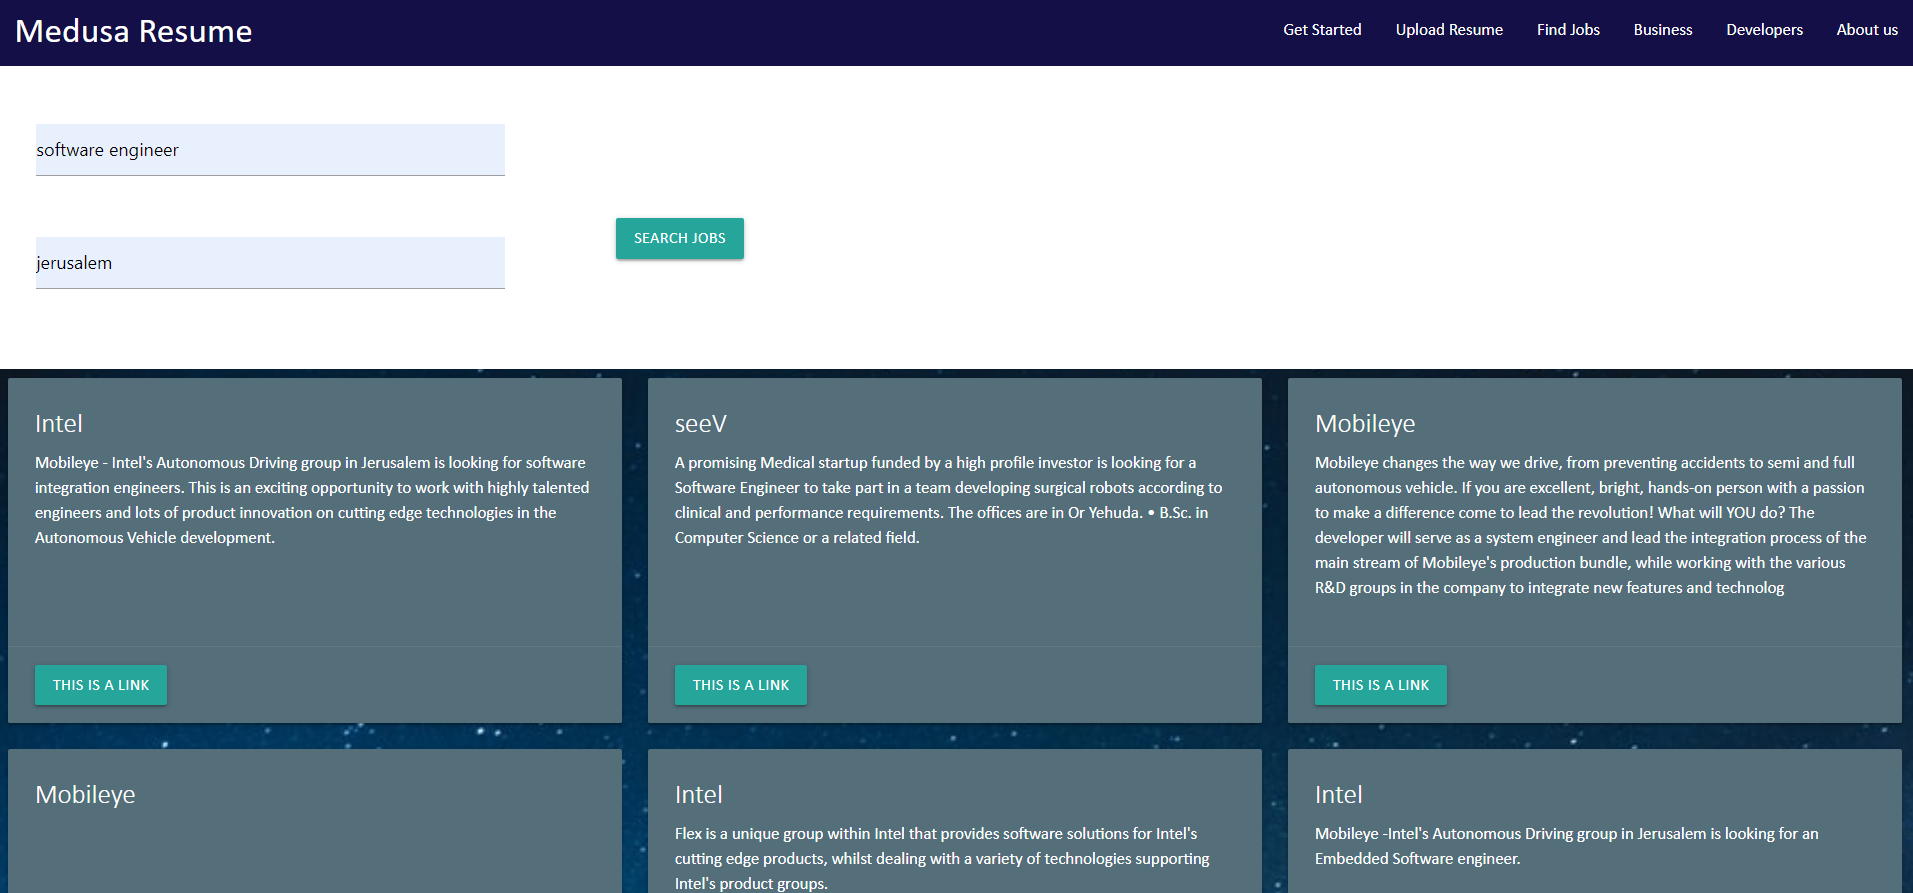 Medusa Resume
Get Started Upload Resume Find Jobs Business Developers About us
software engineer
jerusalem
SEARCH JOBS
Intel
Mobileye - Intel's Autonomous Driving group in Jerusalem is looking for software
integration engineers. This is an exciting opportunity to work with highly talented
engineers and lots of product innovation on cutting edge technologies in the
Autonomous Vehicle development.
THIS IS A LINK
seeV
A promising Medical startup funded by a high profile investor is looking for a
Software Engineer to take part in a team developing surgical robots according to
clinical and performance requirements. The offices are in Or Yehuda. • B.Sc. in
Computer Science or a related field.
THIS IS A LINK
Mobileye
Mobileye changes the way we drive, from preventing accidents to semi and full
autonomous vehicle. If you are excellent, bright, hands-on person with a passion
to make a difference come to lead the revolution! What will YOU do? The
developer will serve as a system engineer and lead the integration process of the
main stream of Mobileye's production bundle, while working with the various
R&D groups in the company to integrate new features and technolog
THIS IS A LINK
Mobileye
Intel
Flex is a unique group within Intel that provides software solutions for Intel's
cutting edge products, whilst dealing with a variety of technologies supporting
Intel's product groups.
Intel
Mobileye -Intel's Autonomous Driving group in Jerusalem is looking for an
Embedded Software engineer.